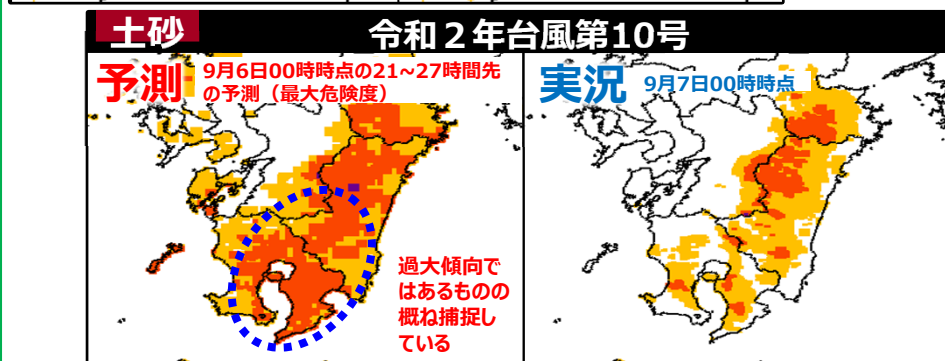 土砂
令和２年台風第10号
予測
9月6日00時時点の21~27時間先
の予測（最大危険度）
過大傾向で
はあるものの
概ね捕捉し
ている
実況
9月7日00時時点